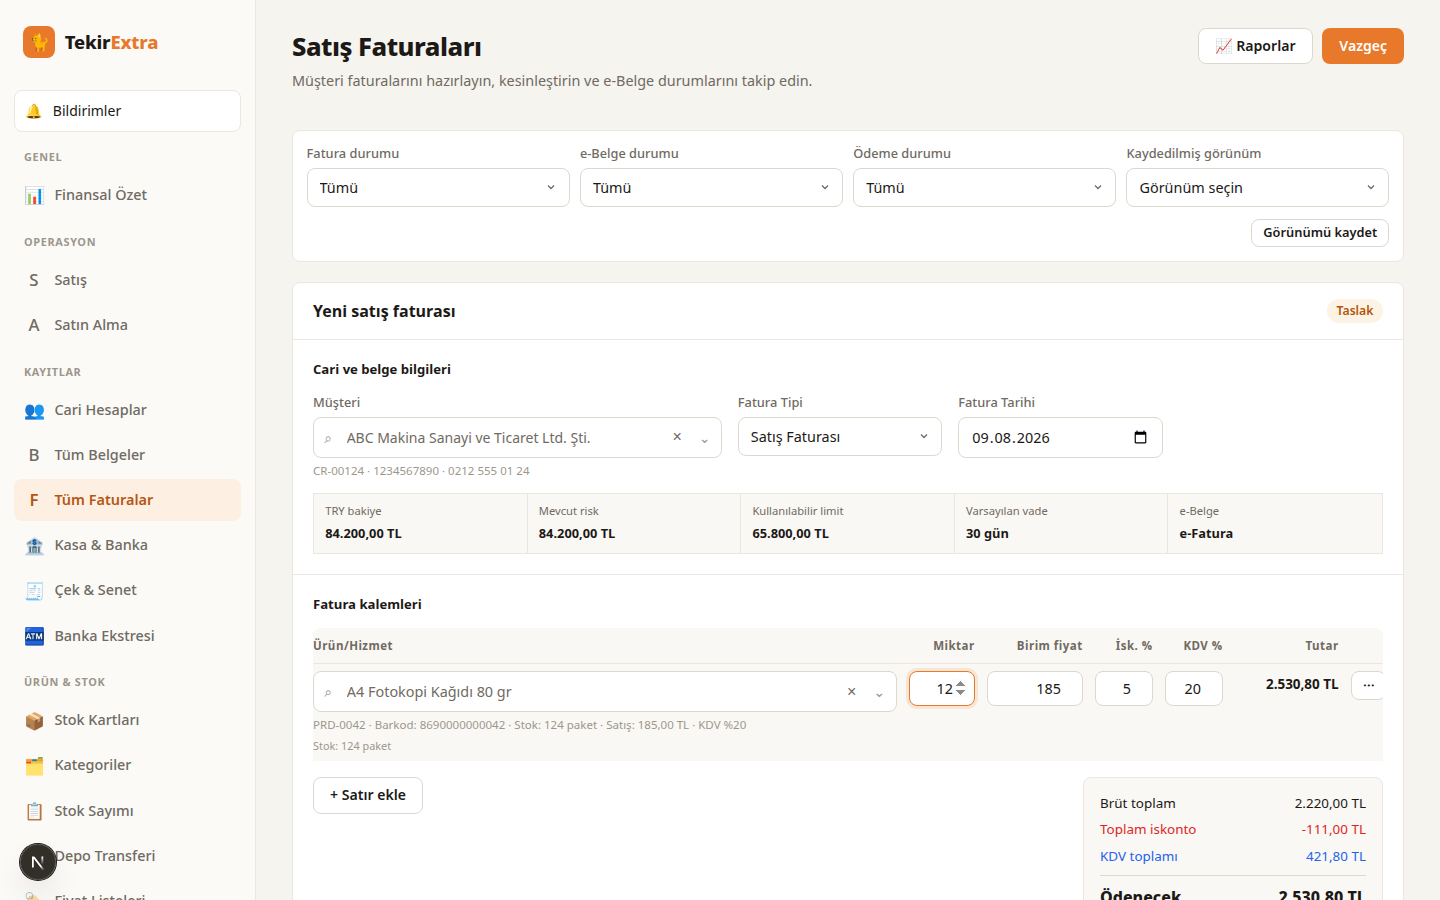 TekirExtra
Bildirimler
GENEL
Finansal Özet
OPERASYON
S Satış
A Satın Alma
KAYITLAR
Cari Hesaplar
B Tüm Belgeler
F Tüm Faturalar
Kasa & Banka
Çek & Senet
ATM Banka Ekstresi
ÜRÜN & STOK
Stok Kartları
Kategoriler
Stok Sayımı
N Depo Transferi
Fiyat Listeleri
Satış Faturaları
Müşteri faturalarını hazırlayın, kesinleştirin ve e-Belge durumlarını takip edin.
Raporlar
Vazgeç
Fatura durumu e-Belge durumu Ödeme durumu Kaydedilmiş görünüm
Tümü Tümü Tümü Görünüm seçin
Görünümü kaydet
Yeni satış faturası Taslak
Cari ve belge bilgileri
Müşteri Fatura Tipi Fatura Tarihi
ABC Makina Sanayi ve Ticaret Ltd. Şti. × Satış Faturası 09.08.2026
CR-00124 · 1234567890 · 0212 555 01 24
TRY bakiye Mevcut risk Kullanılabilir limit Varsayılan vade e-Belge
84.200,00 TL 84.200,00 TL 65.800,00 TL 30 gün e-Fatura
Fatura kalemleri
Ürün/Hizmet Miktar Birim fiyat İsk. % KDV % Tutar
A4 Fotokopi Kağıdı 80 gr × 12 185 5 20 2.530,80 TL ···
PRD-0042 · Barkod: 8690000000042 · Stok: 124 paket · Satış: 185,00 TL · KDV %20
Stok: 124 paket
+ Satır ekle
Brüt toplam 2.220,00 TL
Toplam iskonto -111,00 TL
KDV toplamı 421,80 TL
Ödenecek 2.530,80 TL